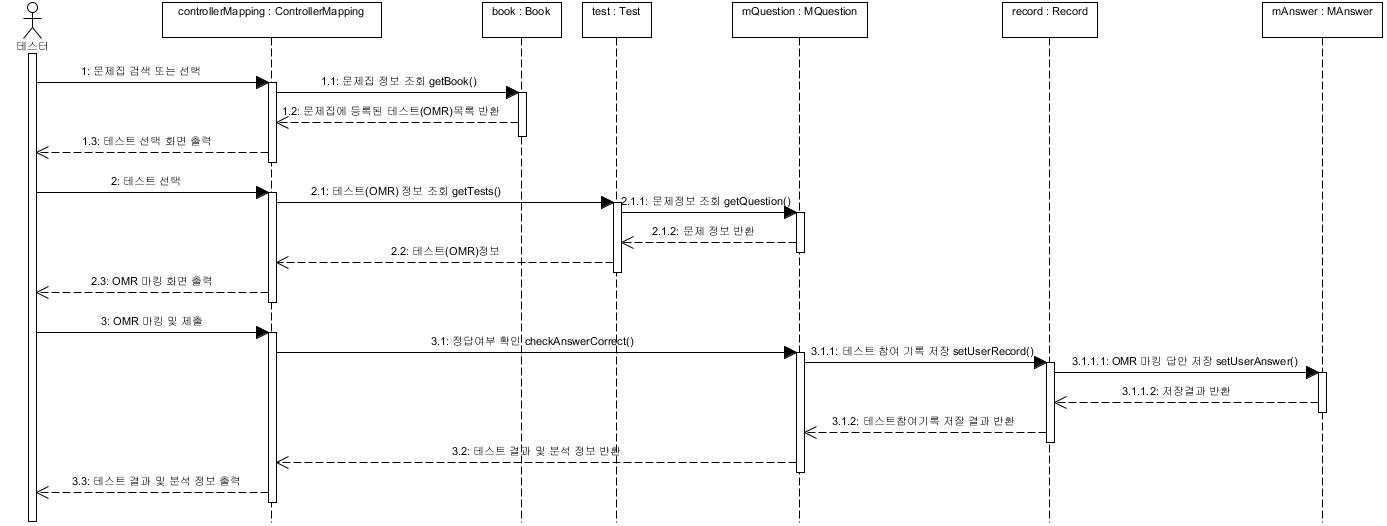 controllerMapping : ControllerMapping
book : Book
test : Test
mQuestion : MQuestion
record : Record
mAnswer : MAnswer
테스터
1: 문제집 검색 또는 선택
1.1: 문제집 정보 조회 getBook()
1.2: 문제집에 등록된 테스트(OMR)목록 반환
1.3: 테스트 선택 화면 출력
2: 테스트 선택
2.1: 테스트(OMR) 정보 조회 getTests()
2.1.1: 문제정보 조회 getQuestion()
2.1.2: 문제 정보 반환
2.2: 테스트(OMR)정보
2.3: OMR 마킹 화면 출력
3: OMR 마킹 및 제출
3.1: 정답여부 확인 checkAnswerCorrect()
3.1.1: 테스트 참여 기록 저장 setUserRecord()
3.1.1.1: OMR 마킹 답안 저장 setUserAnswer()
3.1.1.2: 저장결과 반환
3.1.2: 테스트참여기록 저잘 결과 반환
3.2: 테스트 결과 및 분석 정보 반환
3.3: 테스트 결과 및 분석 정보 출력